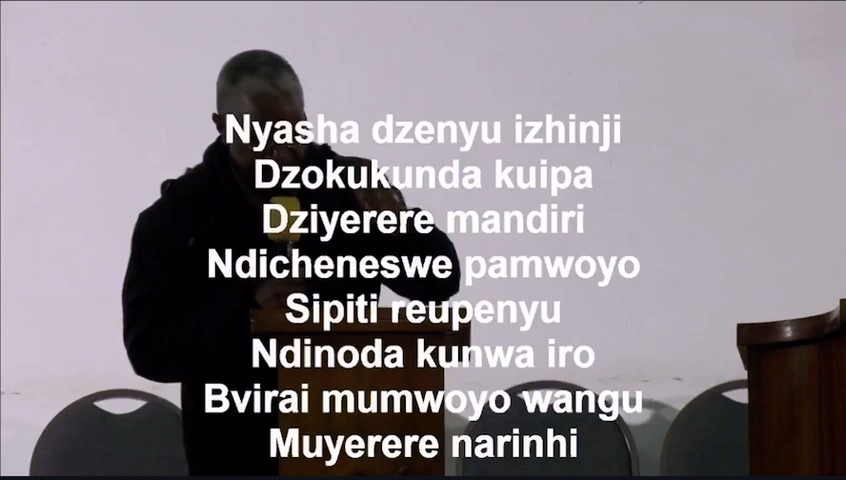 Nyasha dzenyu izhinji
Dzokukunda kuipa
Dziyerere mandiri
Ndicheneswe pamwoyo
Sipiti reupenyu
Ndinoda kunwa iro
Bvirai mumwoyo wangu
Muyerere narinhi